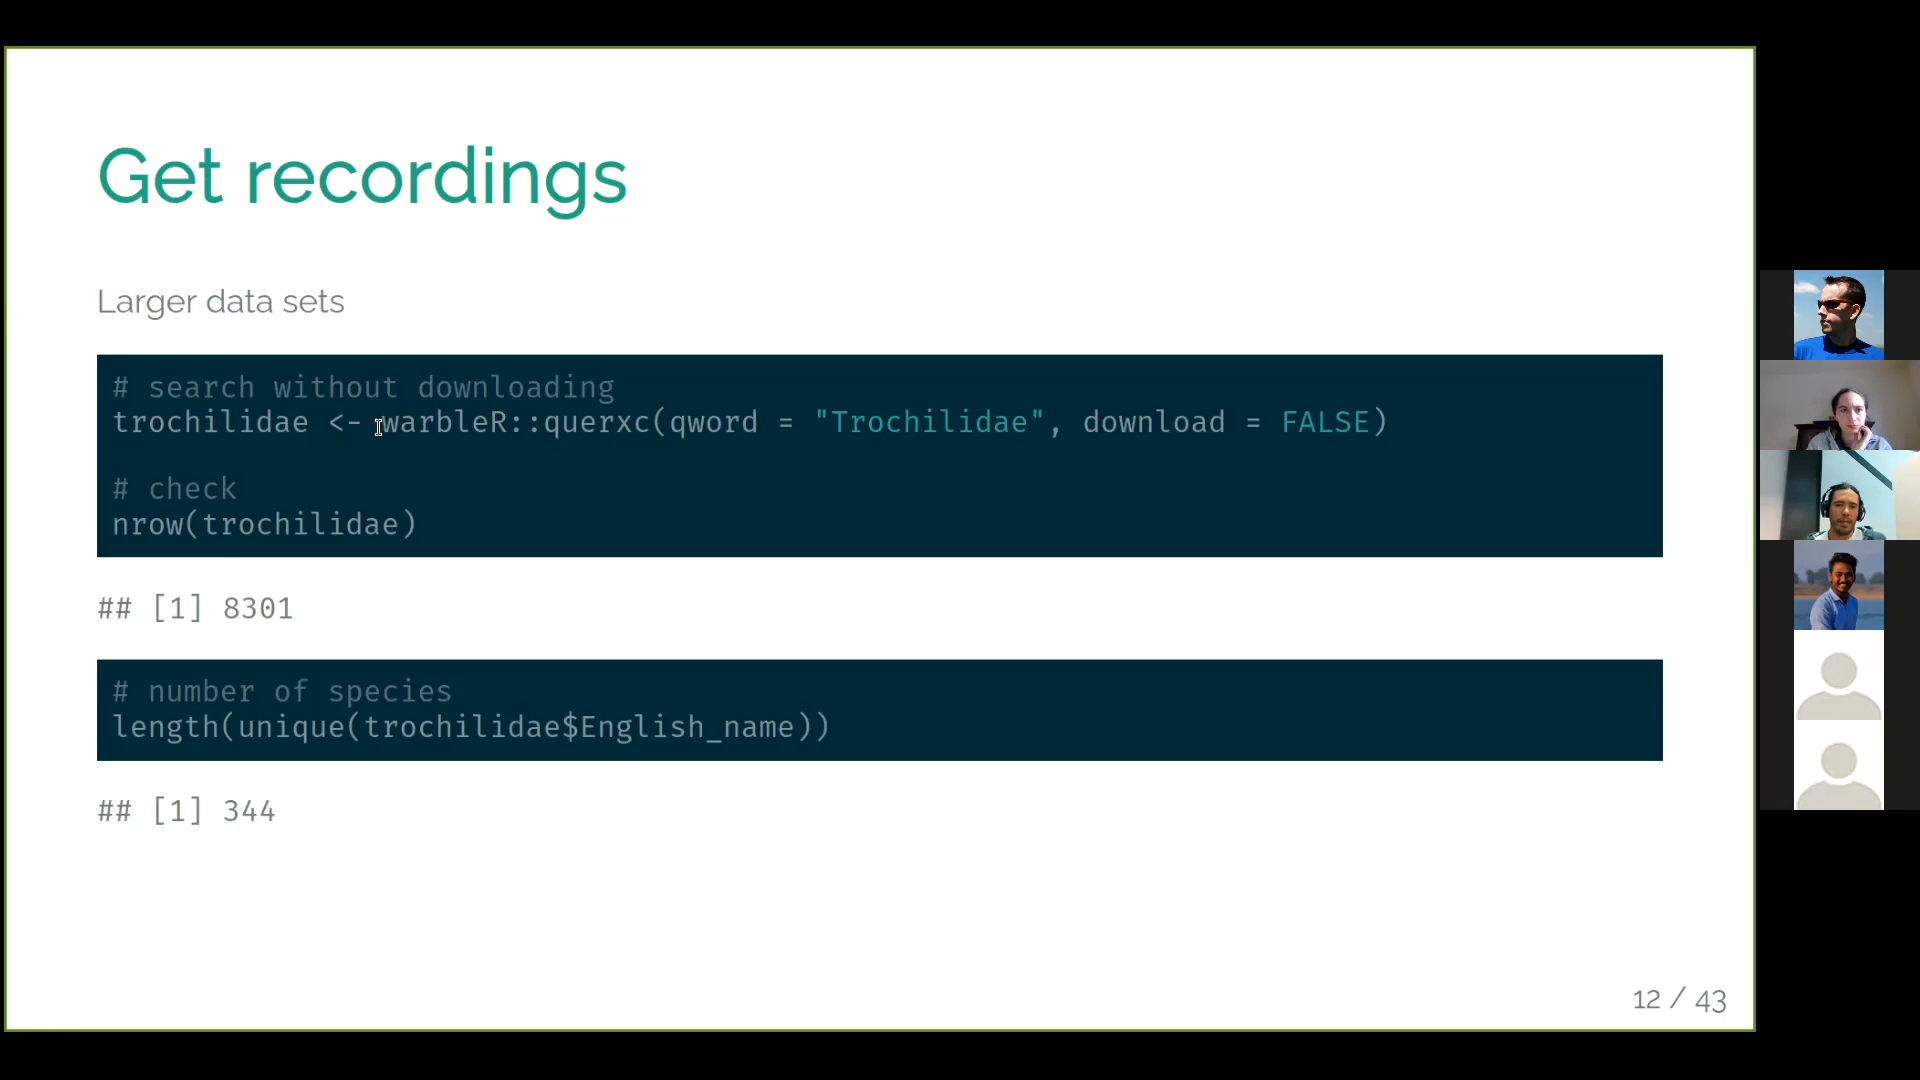 Get recordings
Larger data sets
# search without downloading
trochilidae <- warbleR::querxc(qword = "Trochilidae", download = FALSE)
# check
nrow(trochilidae)
## [1] 8301
# number of species
length(unique(trochilidae$English_name))
## [1] 344
12 / 43